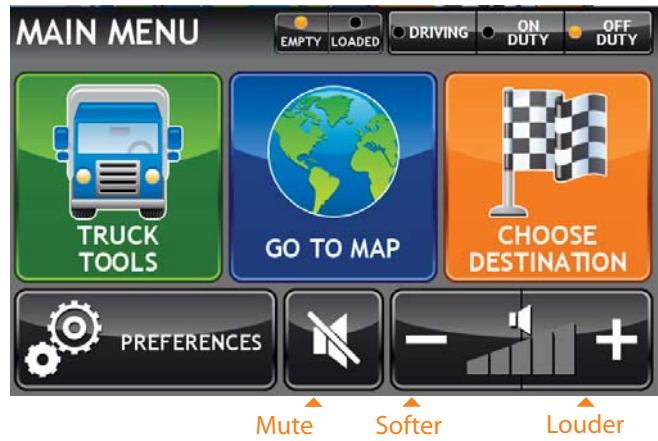 MAIN MENU
EMPTY LOADED
DRIVING
ON
DUTY
OFF
DUTY
TRUCK
TOOLS
GO TO MAP
CHOOSE
DESTINATION
PREFERENCES
Mute Softer Louder